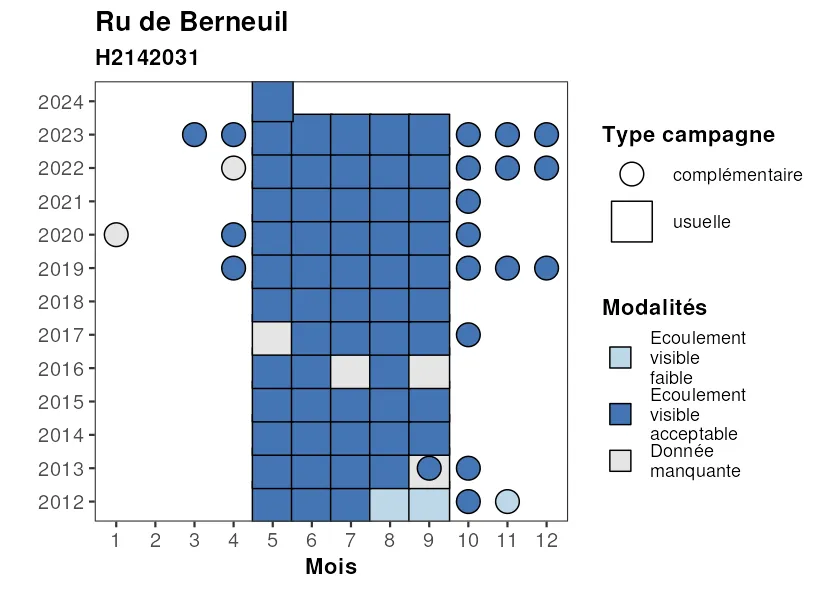 Ru de Berneuil
H2142031
2024
2023
2022
2021
2020
2019
2018
2017
2016
2015
2014
2013
2012
1 2 3 4 5 6 7 8 9 10 11 12
Mois
Type campagne
complémentaire
usuelle
Modalités
Ecoulement
visible
faible
Ecoulement
visible
acceptable
Donnée
manquante